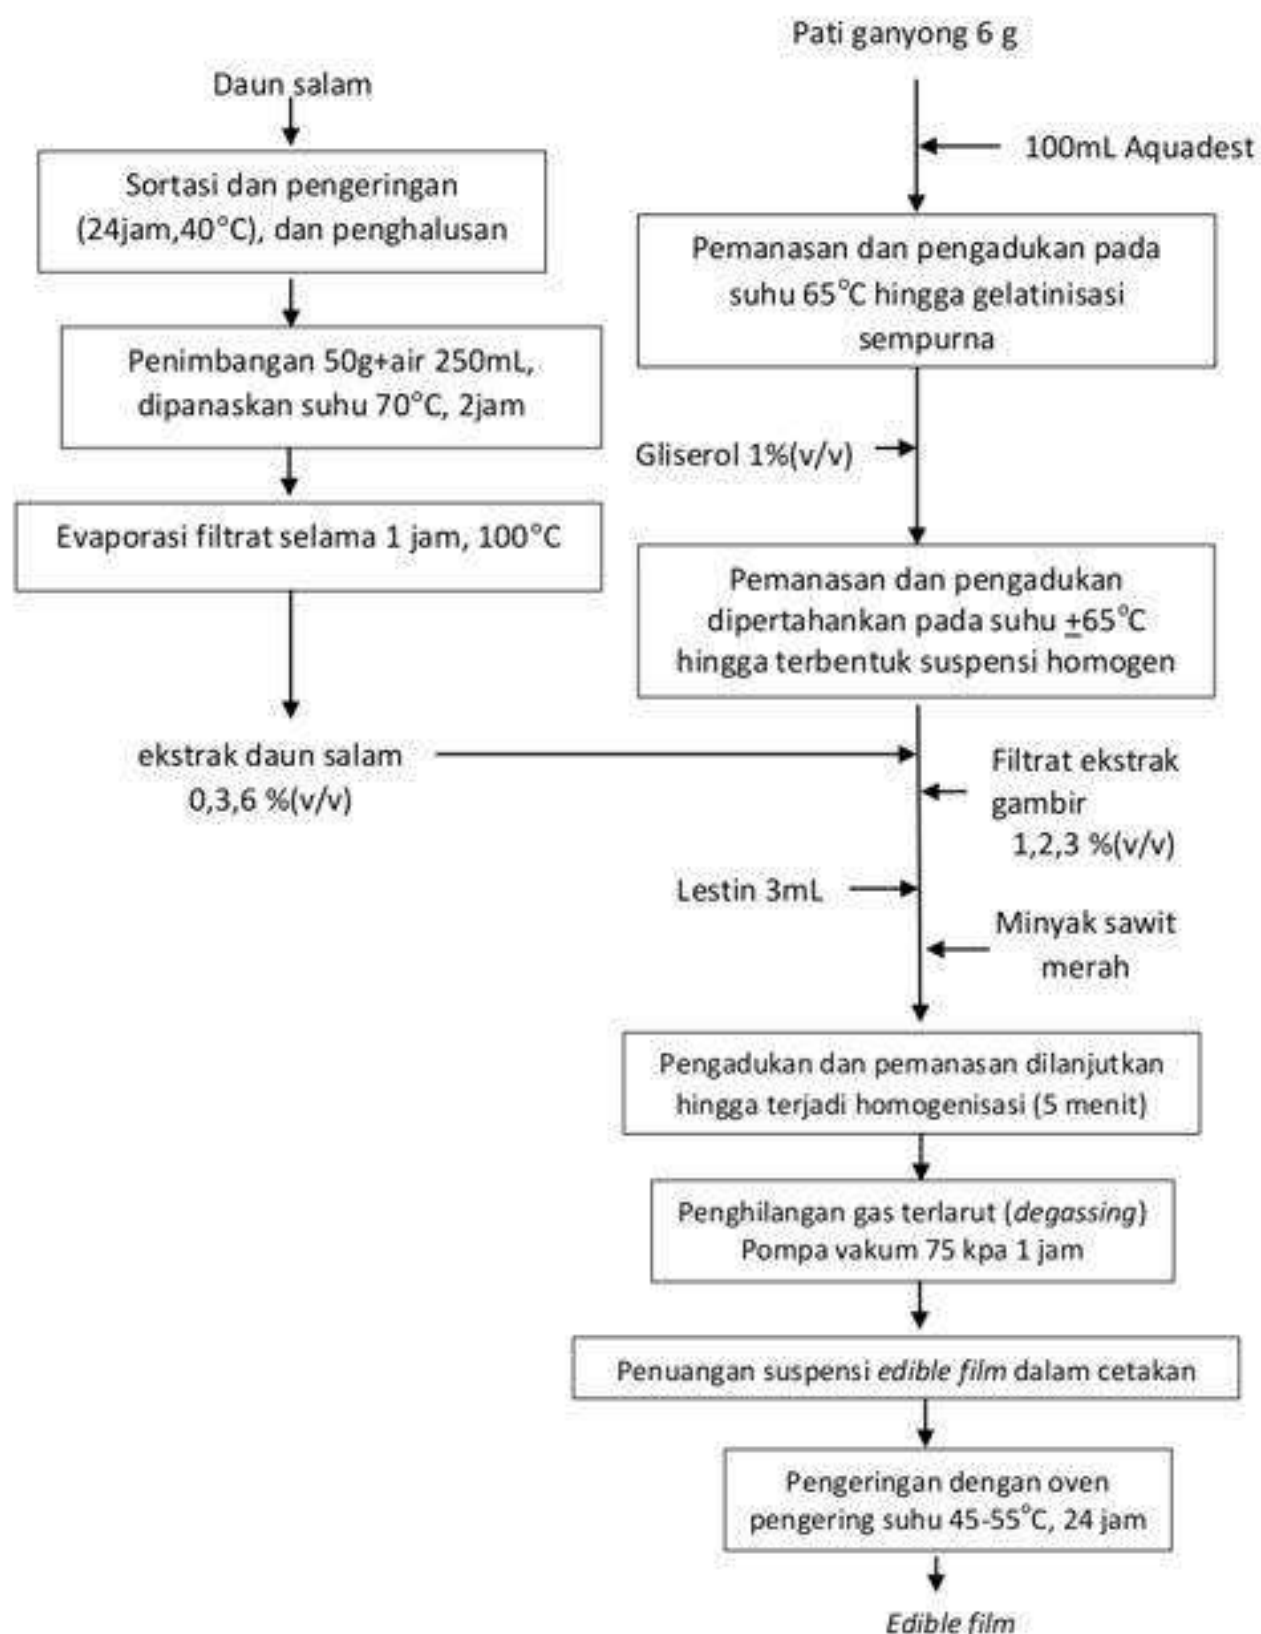 Daun salam
Sortasi dan pengeringan
(24jam,40°C), dan penghalusan
Penimbangan 50g+air 250mL,
dipanaskan suhu 70°C, 2jam
Evaporasi filtrat selama 1 jam, 100°C
ekstrak daun salam
0,3,6 %(v/v)
Pati ganyong 6 g
100mL Aquadest
Pemanasan dan pengadukan pada
suhu 65°C hingga gelatinisasi
sempurna
Gliserol 1%(v/v)
Pemanasan dan pengadukan
dipertahankan pada suhu ±65°C
hingga terbentuk suspensi homogen
Filtrat ekstrak
gambir
1,2,3 %(v/v)
Lestin 3mL
Minyak sawit
merah
Pengadukan dan pemanasan dilanjutkan
hingga terjadi homogenisasi (5 menit)
Penghilangan gas terlarut (degassing)
Pompa vakum 75 kpa 1 jam
Penuangan suspensi edible film dalam cetakan
Pengeringan dengan oven
pengering suhu 45-55°C, 24 jam
Edible film